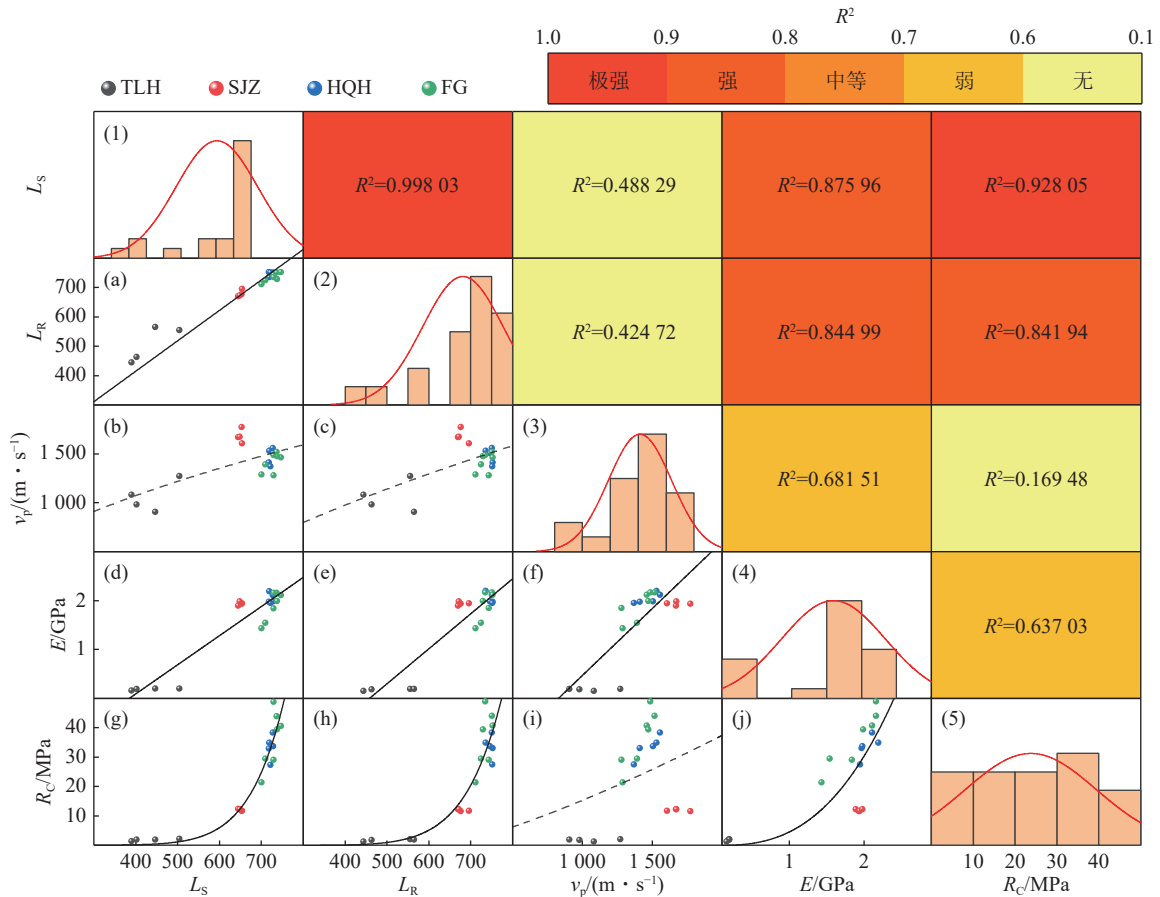 R²
1.0 0.9 0.8 0.7 0.6 0.1
极强 强 中等 弱 无
TLH SJZ HQH FG
(1)
L_S
R²=0.998 03
R²=0.488 29
R²=0.875 96
R²=0.928 05
(a)
(2)
L_R
700
600
500
400
R²=0.424 72
R²=0.844 99
R²=0.841 94
(b)
(c)
(3)
v_p/(m·s⁻¹)
1 500
1 000
R²=0.681 51
R²=0.169 48
(d)
(e)
(f)
(4)
E/GPa
2
1
R²=0.637 03
(g)
(h)
(i)
(j)
(5)
R_C/MPa
40
30
20
10
400 500 600 700
400 500 600 700
1 000 1 500
1 2
10 20 30 40
L_S
L_R
v_p/(m·s⁻¹)
E/GPa
R_C/MPa